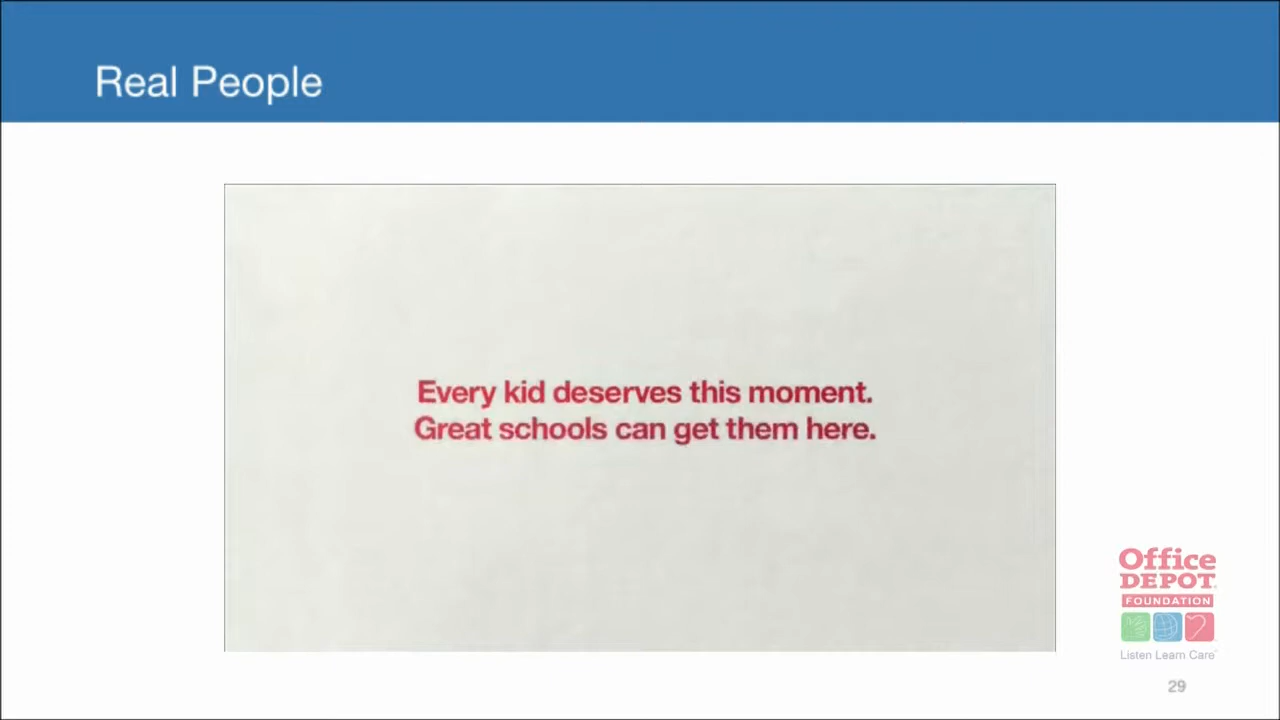 Real People
Every kid deserves this moment.
Great schools can get them here.
Office
DEPOT
FOUNDATION
Listen Learn Care™
29